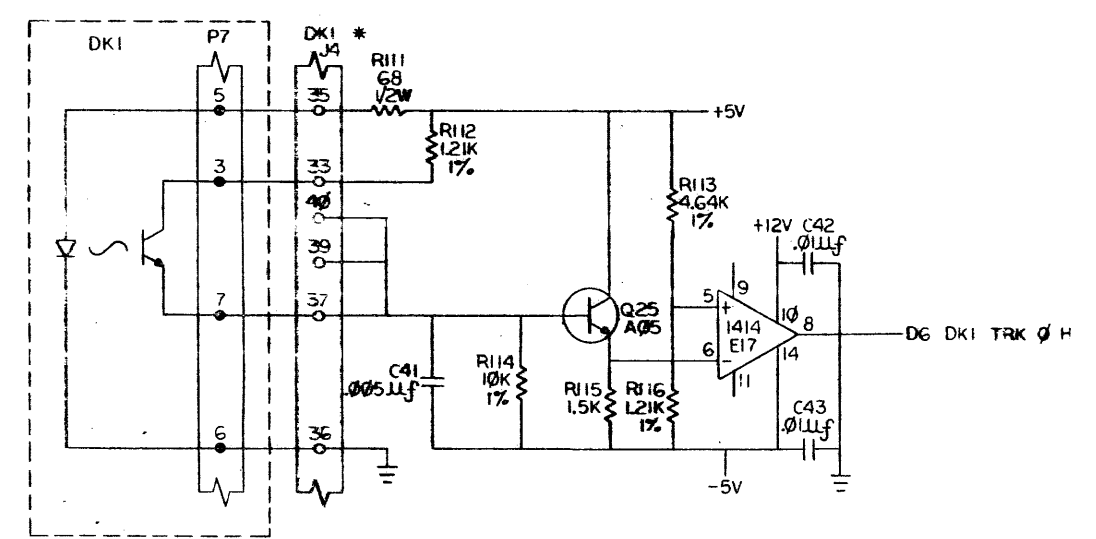 DK1
P7
DK1 *
J4
R111
68
1/2W
5
35
+5V
R112
1.21K
1%
3
33
40
R113
4.64K
1%
+12V C42
.01µf
39
9
7
37
Q25
A05
5
+
10
1414
E17
8
D6 DK1 TRK 0 H
6
-
14
11
C41
.005µf
R114
10K
1%
R115
1.5K
R116
1.21K
1%
C43
.01µf
6
36
-5V